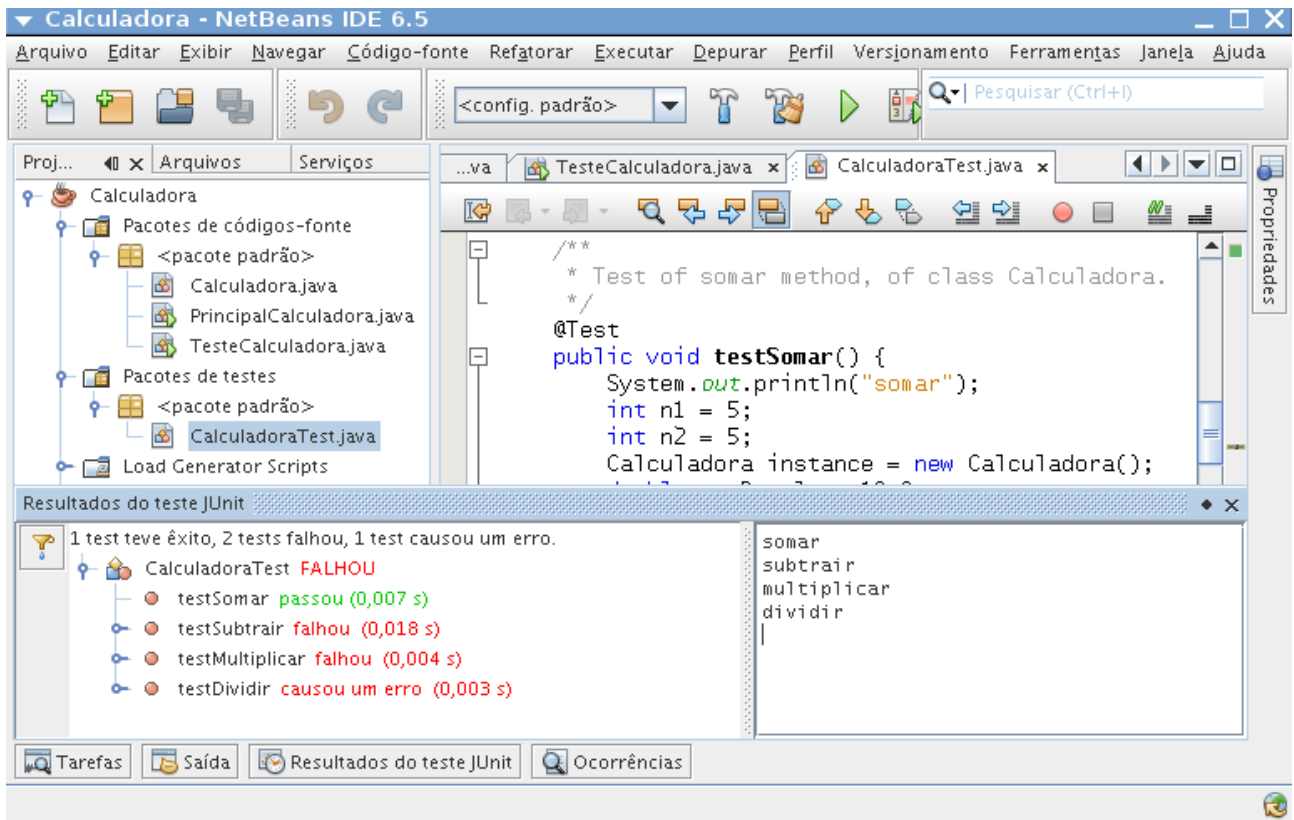 Calculadora - NetBeans IDE 6.5
Arquivo Editar Exibir Navegar Código-fonte Refatorar Executar Depurar Perfil Versionamento Ferramentas Janela Ajuda
<config. padrão>
Pesquisar (Ctrl+I)
Proj... Arquivos Serviços
...va TesteCalculadora.java x CalculadoraTest.java x
Propriedades
Calculadora
Pacotes de códigos-fonte
<pacote padrão>
Calculadora.java
PrincipalCalculadora.java
TesteCalculadora.java
Pacotes de testes
<pacote padrão>
CalculadoraTest.java
Load Generator Scripts
/**
* Test of somar method, of class Calculadora.
*/
@Test
public void testSomar() {
System.out.println("somar");
int n1 = 5;
int n2 = 5;
Calculadora instance = new Calculadora();
Resultados do teste JUnit
1 test teve êxito, 2 tests falhou, 1 test causou um erro.
CalculadoraTest FALHOU
testSomar passou (0,007 s)
testSubtrair falhou (0,018 s)
testMultiplicar falhou (0,004 s)
testDividir causou um erro (0,003 s)
somar
subtrair
multiplicar
dividir
Tarefas Saída Resultados do teste JUnit Ocorrências